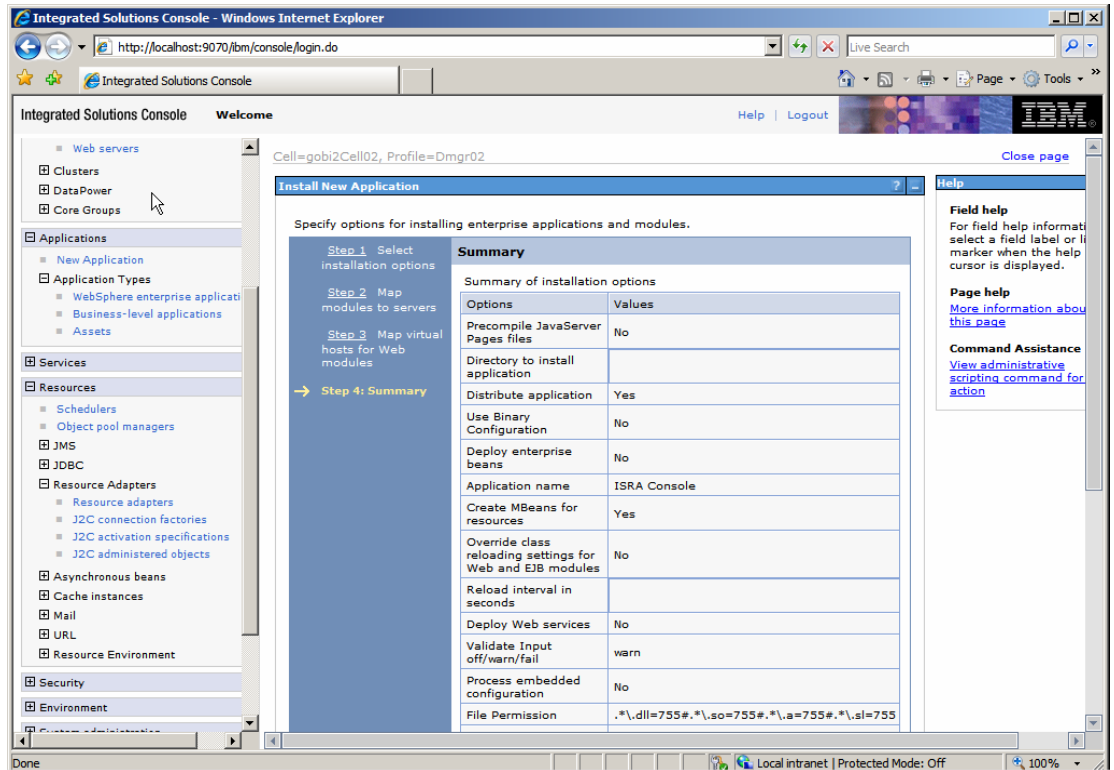 Integrated Solutions Console - Windows Internet Explorer
http://localhost:9070/ibm/console/login.do
Live Search
Integrated Solutions Console
Page
Tools
Integrated Solutions Console Welcome
Help | Logout
IBM
Web servers
Clusters
DataPower
Core Groups
Applications
New Application
Application Types
WebSphere enterprise applicati
Business-level applications
Assets
Services
Resources
Schedulers
Object pool managers
JMS
JDBC
Resource Adapters
Resource adapters
J2C connection factories
J2C activation specifications
J2C administered objects
Asynchronous beans
Cache instances
Mail
URL
Resource Environment
Security
Environment
System administration
Cell=gobi2Cell02, Profile=Dmgr02
Close page
Install New Application ?
Specify options for installing enterprise applications and modules.
Step 1 Select
installation options
Step 2 Map
modules to servers
Step 3 Map virtual
hosts for Web
modules
Step 4: Summary
Summary
Summary of installation options
Options Values
Precompile JavaServer
Pages files No
Directory to install
application
Distribute application Yes
Use Binary
Configuration No
Deploy enterprise
beans No
Application name ISRA Console
Create MBeans for
resources Yes
Override class
reloading settings for
Web and EJB modules No
Reload interval in
seconds
Deploy Web services No
Validate Input
off/warn/fail warn
Process embedded
configuration No
File Permission .*\.dll=755#.*\.so=755#.*\.a=755#.*\.sl=755
Help
Field help
For field help informati
select a field label or li
marker when the help
cursor is displayed.
Page help
More information abou
this page
Command Assistance
View administrative
scripting command for
action
Done
Local intranet | Protected Mode: Off
100%